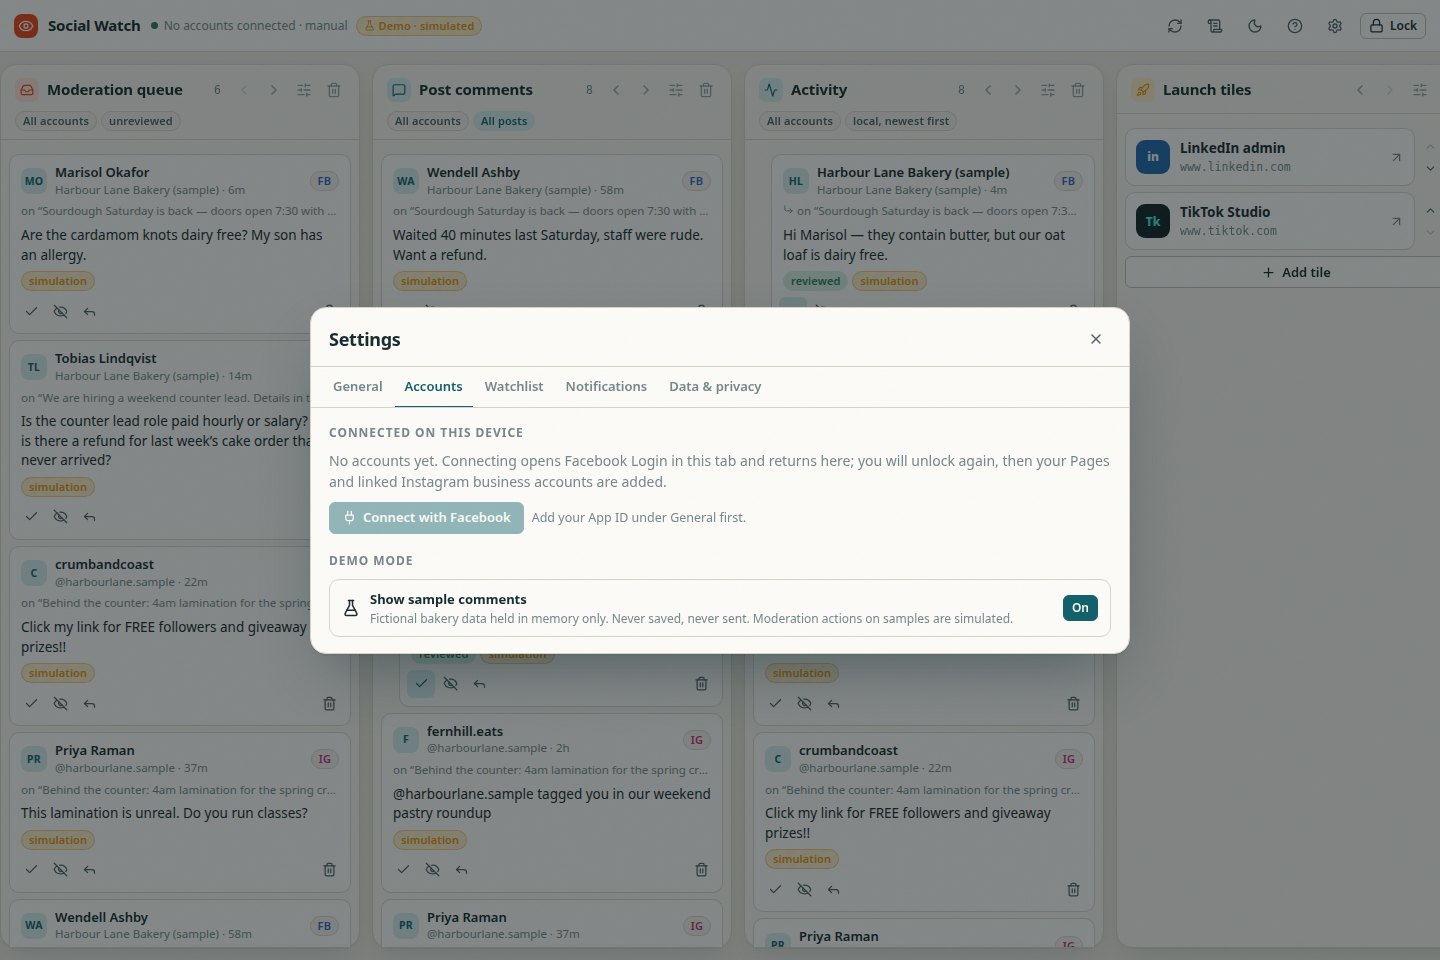 Social Watch
No accounts connected · manual
Demo · simulated
Lock
Moderation queue
6
All accounts
unreviewed
MO
Marisol Okafor
Harbour Lane Bakery (sample) · 6m
FB
on “Sourdough Saturday is back — doors open 7:30 with …
Are the cardamom knots dairy free? My son has
an allergy.
simulation
TL
Tobias Lindqvist
Harbour Lane Bakery (sample) · 14m
on “We are hiring a weekend counter lead. Details in t
Is the counter lead role paid hourly or salary?
is there a refund for last week’s cake order tha
never arrived?
simulation
C
crumbandcoast
@harbourlane.sample · 22m
on “Behind the counter: 4am lamination for the spring
Click my link for FREE followers and giveaway
prizes!!
simulation
PR
Priya Raman
@harbourlane.sample · 37m
IG
on “Behind the counter: 4am lamination for the spring cr…
This lamination is unreal. Do you run classes?
simulation
WA
Wendell Ashby
Harbour Lane Bakery (sample) · 58m
FB
Post comments
8
All accounts
All posts
WA
Wendell Ashby
Harbour Lane Bakery (sample) · 58m
FB
on “Sourdough Saturday is back — doors open 7:30 with …
Waited 40 minutes last Saturday, staff were rude.
Want a refund.
simulation
reviewed
simulation
F
fernhill.eats
@harbourlane.sample · 2h
IG
on “Behind the counter: 4am lamination for the spring cr…
@harbourlane.sample tagged you in our weekend
pastry roundup
simulation
PR
Priya Raman
@harbourlane.sample · 37m
IG
Activity
8
All accounts
local, newest first
HL
Harbour Lane Bakery (sample)
Harbour Lane Bakery (sample) · 4m
FB
on “Sourdough Saturday is back — doors open 7:3…
Hi Marisol — they contain butter, but our oat
loaf is dairy free.
reviewed
simulation
simulation
C
crumbandcoast
@harbourlane.sample · 22m
IG
on “Behind the counter: 4am lamination for the spring cr…
Click my link for FREE followers and giveaway
prizes!!
simulation
PR
Priya Raman
IG
Launch tiles
in
LinkedIn admin
www.linkedin.com
Tk
TikTok Studio
www.tiktok.com
Add tile
Settings
General
Accounts
Watchlist
Notifications
Data & privacy
CONNECTED ON THIS DEVICE
No accounts yet. Connecting opens Facebook Login in this tab and returns here; you will unlock again, then your Pages
and linked Instagram business accounts are added.
Connect with Facebook
Add your App ID under General first.
DEMO MODE
Show sample comments
Fictional bakery data held in memory only. Never saved, never sent. Moderation actions on samples are simulated.
On